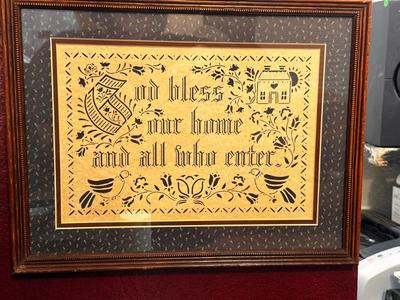 God bless
our home
and all who enter.